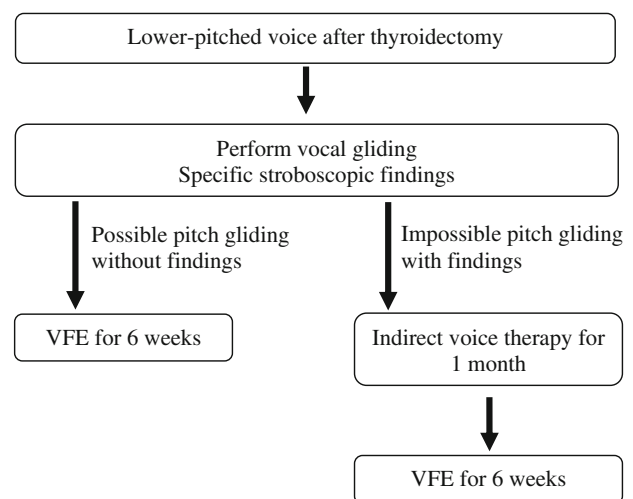 Lower-pitched voice after thyroidectomy
Perform vocal gliding
Specific stroboscopic findings
Possible pitch gliding
without findings
Impossible pitch gliding
with findings
VFE for 6 weeks
Indirect voice therapy for
1 month
VFE for 6 weeks